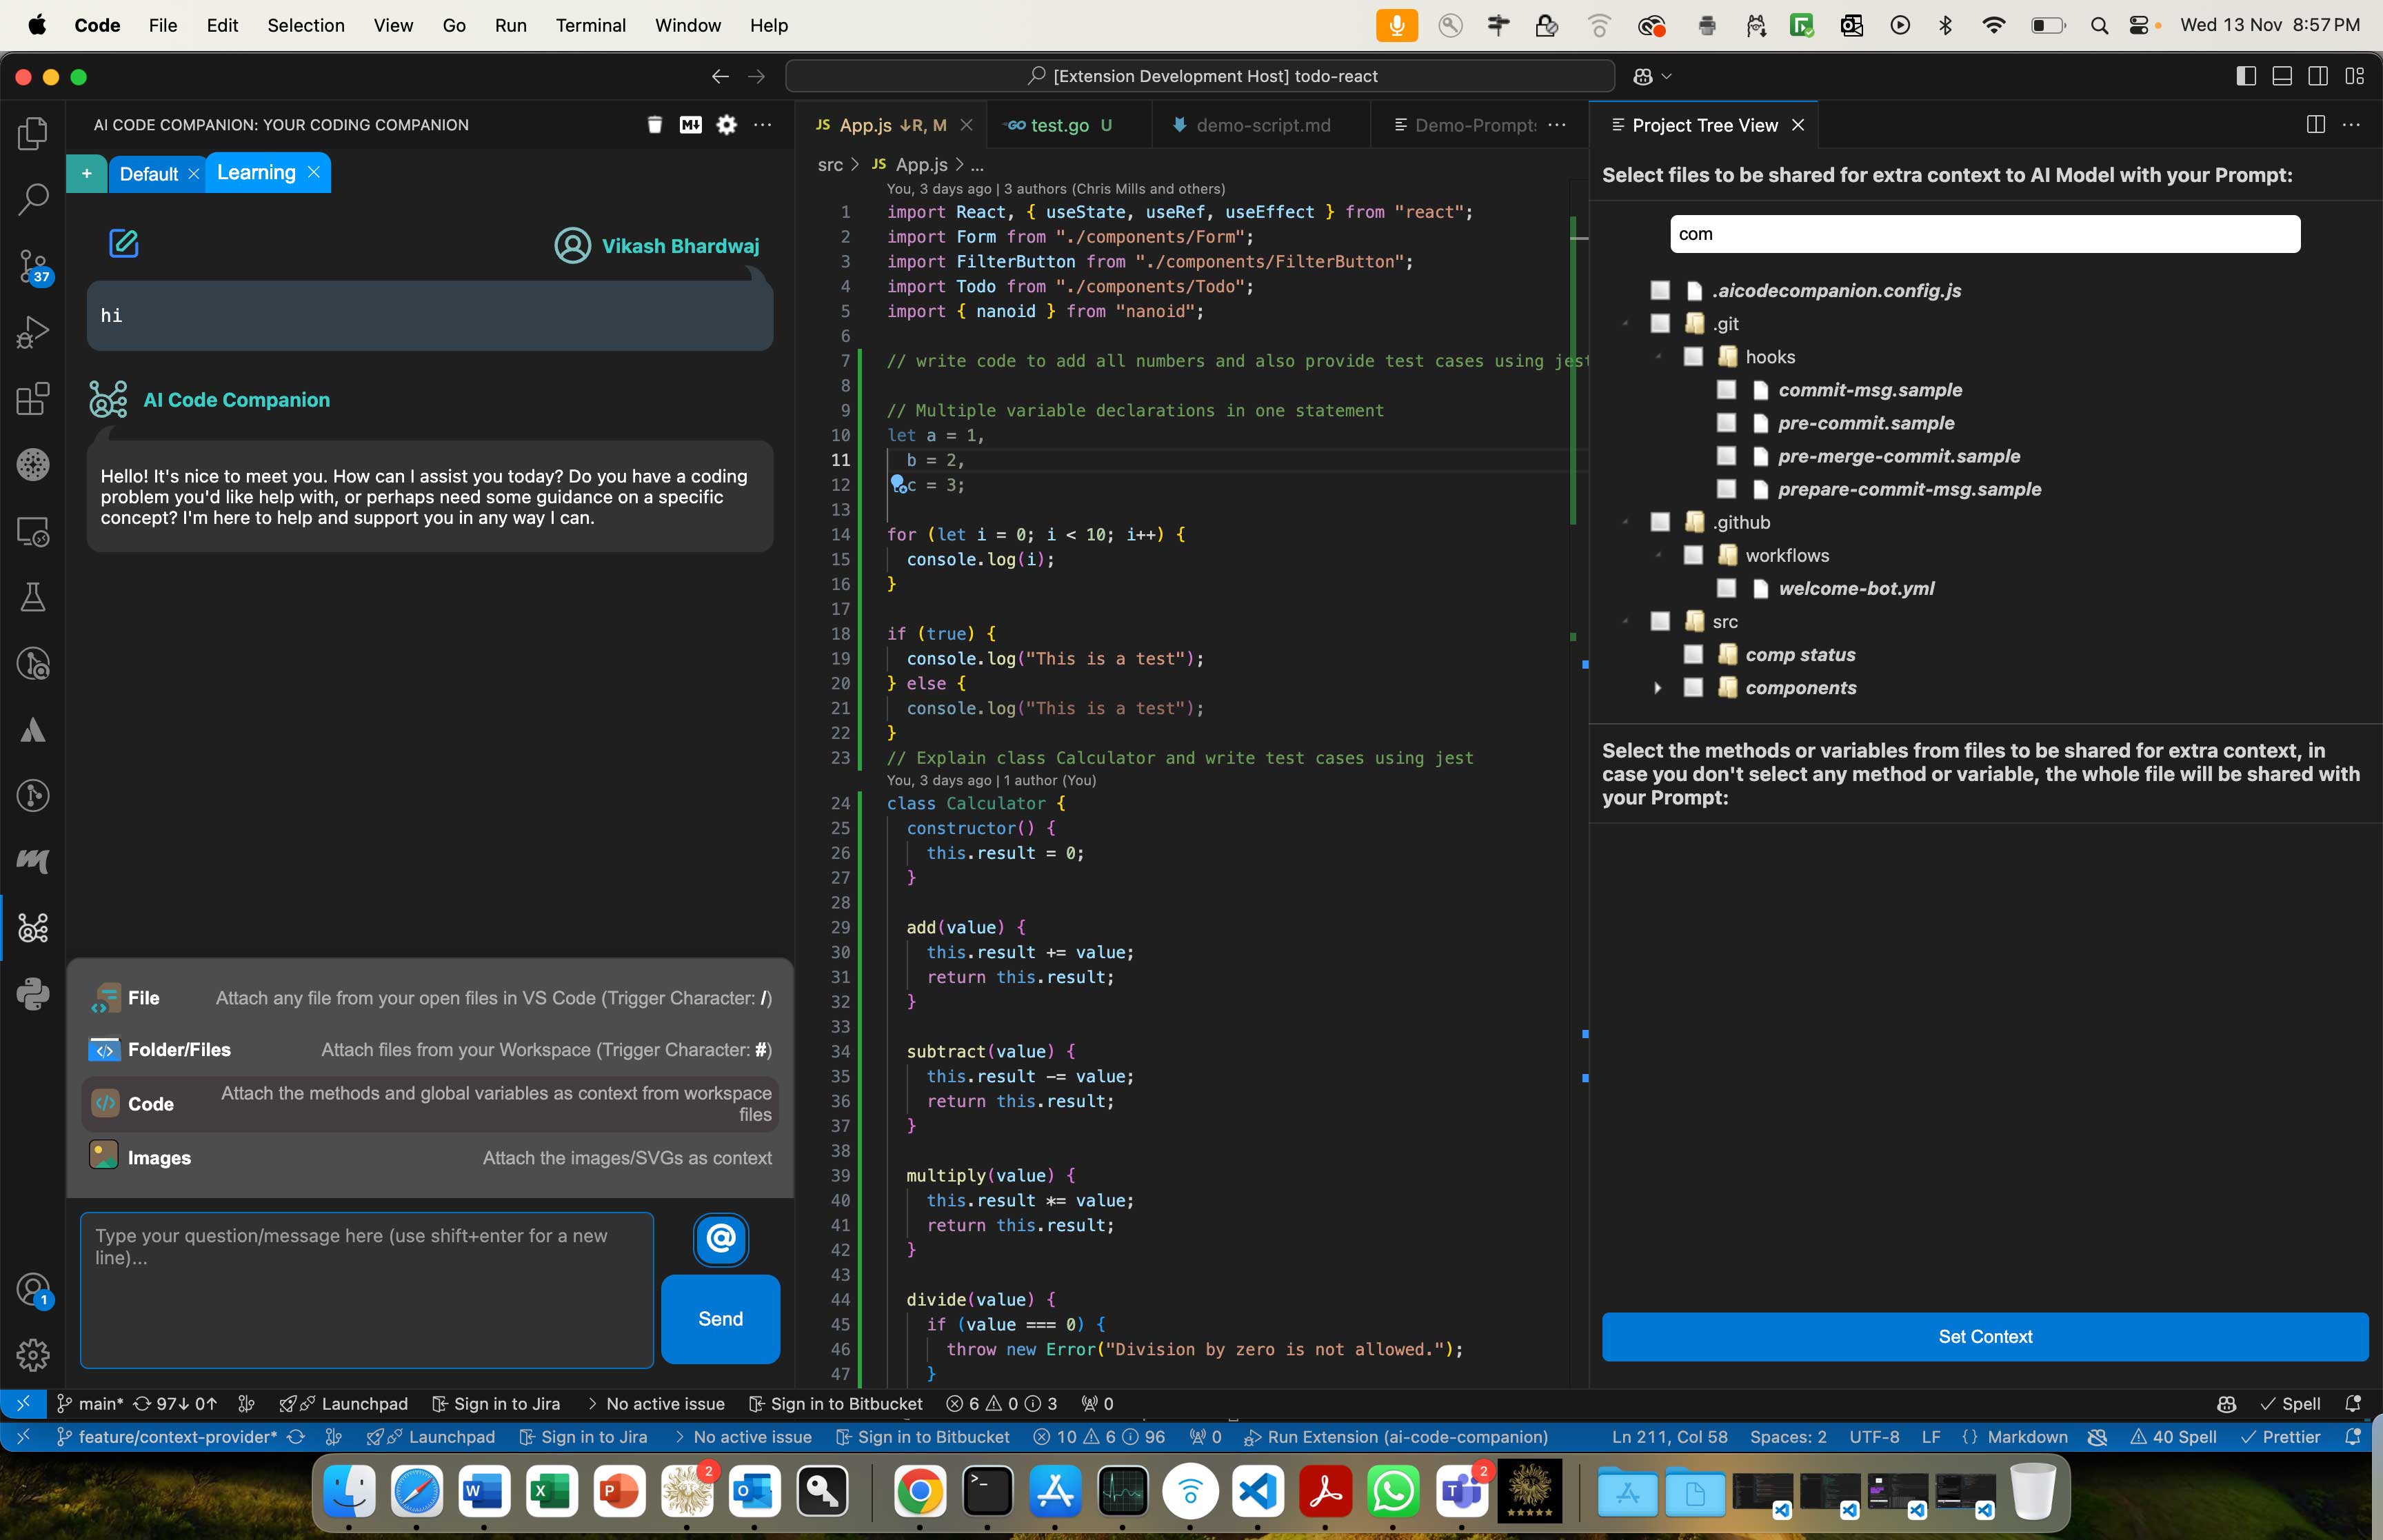 Code File Edit Selection View Go Run Terminal Window Help
Wed 13 Nov 8:57 PM
[Extension Development Host] todo-react
AI CODE COMPANION: YOUR CODING COMPANION
M↓
+ Default Learning
Vikash Bhardwaj
hi
AI Code Companion
Hello! It's nice to meet you. How can I assist you today? Do you have a coding
problem you'd like help with, or perhaps need some guidance on a specific
concept? I'm here to help and support you in any way I can.
37
1
File Attach any file from your open files in VS Code (Trigger Character: /)
Folder/Files Attach files from your Workspace (Trigger Character: #)
Code Attach the methods and global variables as context from workspace
files
Images Attach the images/SVGs as context
Type your question/message here (use shift+enter for a new
line)...
@
Send
JS App.js ↓R, M
GO test.go U
demo-script.md
Demo-Prompt
src > JS App.js > ...
You, 3 days ago | 3 authors (Chris Mills and others)
1 import React, { useState, useRef, useEffect } from "react";
2 import Form from "./components/Form";
3 import FilterButton from "./components/FilterButton";
4 import Todo from "./components/Todo";
5 import { nanoid } from "nanoid";
6
7 // write code to add all numbers and also provide test cases using jest
8
9 // Multiple variable declarations in one statement
10 let a = 1,
11 b = 2,
12 c = 3;
13
14 for (let i = 0; i < 10; i++) {
15 console.log(i);
16 }
17
18 if (true) {
19 console.log("This is a test");
20 } else {
21 console.log("This is a test");
22 }
23 // Explain class Calculator and write test cases using jest
You, 3 days ago | 1 author (You)
24 class Calculator {
25 constructor() {
26 this.result = 0;
27 }
28
29 add(value) {
30 this.result += value;
31 return this.result;
32 }
33
34 subtract(value) {
35 this.result -= value;
36 return this.result;
37 }
38
39 multiply(value) {
40 this.result *= value;
41 return this.result;
42 }
43
44 divide(value) {
45 if (value === 0) {
46 throw new Error("Division by zero is not allowed.");
47 }
Project Tree View
Select files to be shared for extra context to AI Model with your Prompt:
com
.aicodecompanion.config.js
.git
hooks
commit-msg.sample
pre-commit.sample
pre-merge-commit.sample
prepare-commit-msg.sample
.github
workflows
welcome-bot.yml
src
comp status
components
Select the methods or variables from files to be shared for extra context, in
case you don't select any method or variable, the whole file will be shared with
your Prompt:
Set Context
main* 97↓ 0↑ Launchpad Sign in to Jira > No active issue Sign in to Bitbucket 6 0 3 0 Spell
feature/context-provider* Launchpad Sign in to Jira > No active issue Sign in to Bitbucket 10 6 96 0 Run Extension (ai-code-companion) Ln 211, Col 58 Spaces: 2 UTF-8 LF {} Markdown 40 Spell Prettier
W X P 2 O >_ T 2